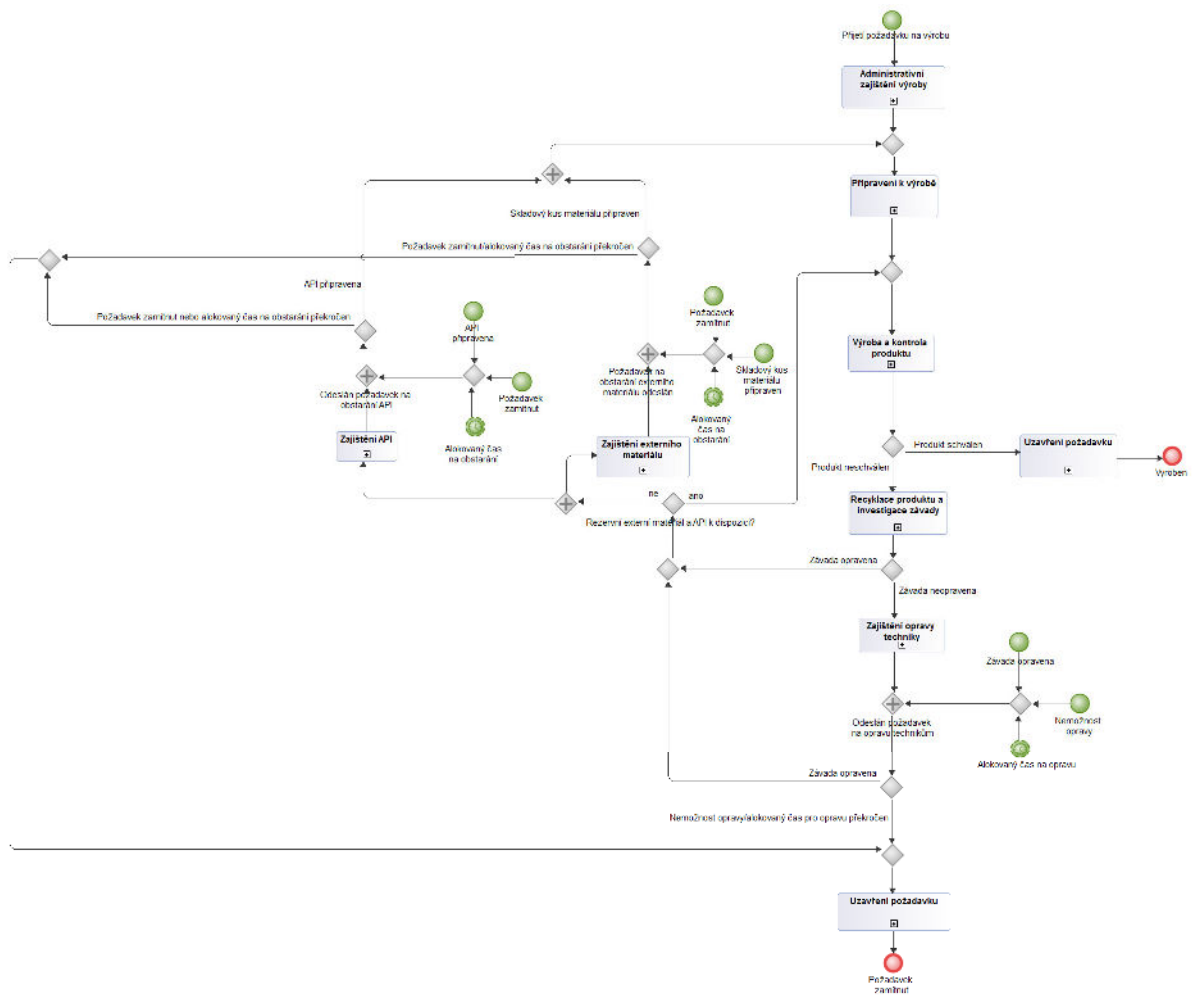 Přijetí požadavku na výrobu
Administrativní
zajištění výroby
Připravení k výrobě
Skladový kus materiálu připraven
Požadavek zamítnut/alokovaný čas na obstarání překročen
API připravena
Požadavek zamítnut nebo alokovaný čas na obstarání překročen
API
připravena
Požadavek
zamítnut
Výroba a kontrola
produktu
Požadavek na
obstarání externího
materiálu odeslán
Skladový kus
materiálu
připraven
Odeslán požadavek na
obstarání API
Požadavek
zamítnut
Alokovaný
čas na
obstarání
Zajištění API
Alokovaný čas
na obstarání
Zajištění externího
materiálu
Produkt schválen
Uzavření požadavku
Produkt neschválen
Vyroben
ne
ano
Recyklace produktu a
investigace závady
Rezervní externí materiál a API k dispozici?
Závada opravena
Závada neopravena
Zajištění opravy
techniky
Závada opravena
Odeslán požadavek
na opravu technikům
Nemožnost
opravy
Alokovaný čas na opravu
Závada opravena
Nemožnost opravy/alokovaný čas pro opravu překročen
Uzavření požadavku
Požadavek
zamítnut